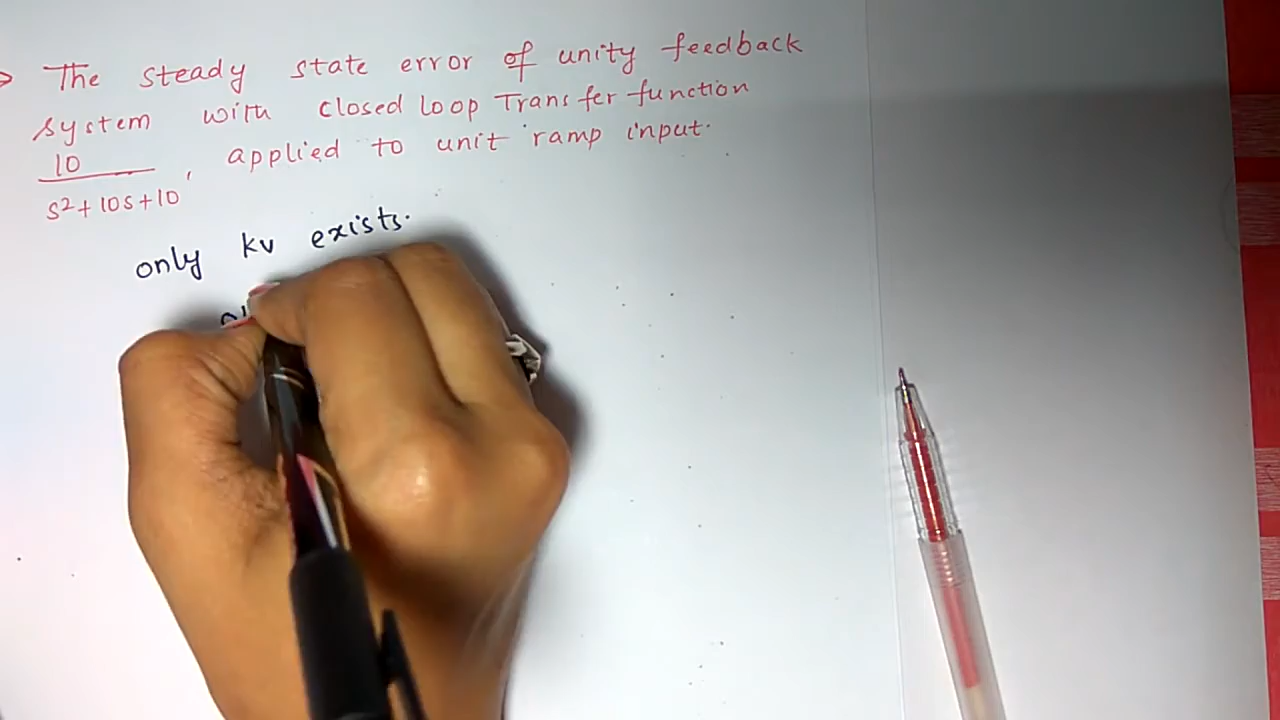 The steady state error of unity feedback
system with closed loop Transfer function
10
s²+10s+10, applied to unit ramp input.
only kv exists.